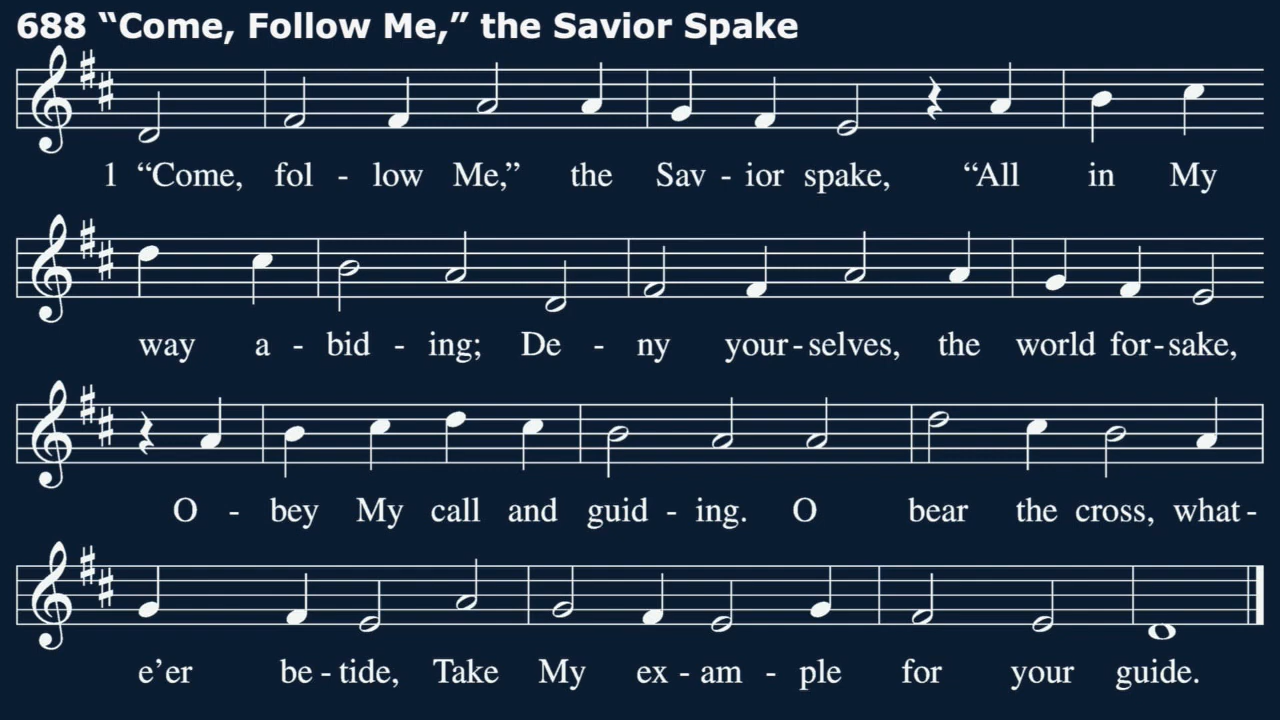 688 “Come, Follow Me,” the Savior Spake
1 “Come, fol - low Me,” the Sav - ior spake, “All in My
way a - bid - ing; De - ny your - selves, the world for - sake,
O - bey My call and guid - ing. O bear the cross, what -
e’er be - tide, Take My ex - am - ple for your guide.